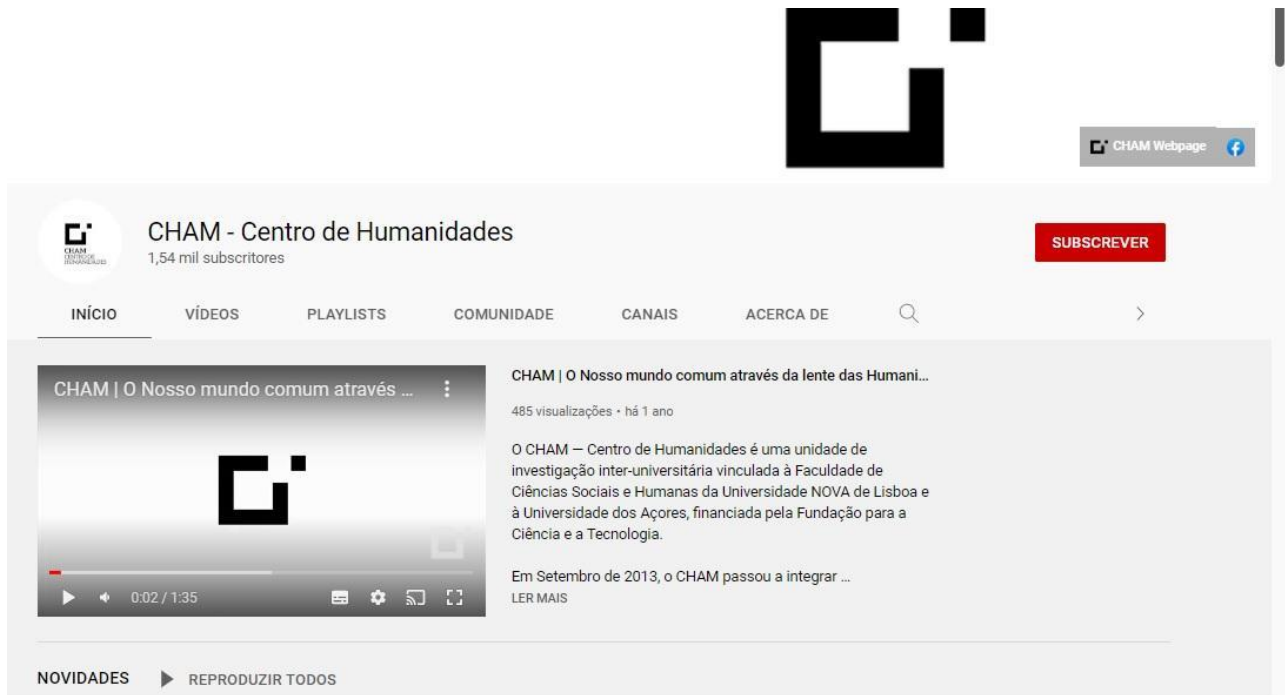 CHAM Webpage
CHAM - Centro de Humanidades
1,54 mil subscritores
CHAM
CENTRO DE
HUMANIDADES
SUBSCREVER
INÍCIO VÍDEOS PLAYLISTS COMUNIDADE CANAIS ACERCA DE
CHAM | O Nosso mundo comum através ...
0:02 / 1:35
CHAM | O Nosso mundo comum através da lente das Humani...
485 visualizações • há 1 ano
O CHAM — Centro de Humanidades é uma unidade de
investigação inter-universitária vinculada à Faculdade de
Ciências Sociais e Humanas da Universidade NOVA de Lisboa e
à Universidade dos Açores, financiada pela Fundação para a
Ciência e a Tecnologia.
Em Setembro de 2013, o CHAM passou a integrar ...
LER MAIS
NOVIDADES REPRODUZIR TODOS